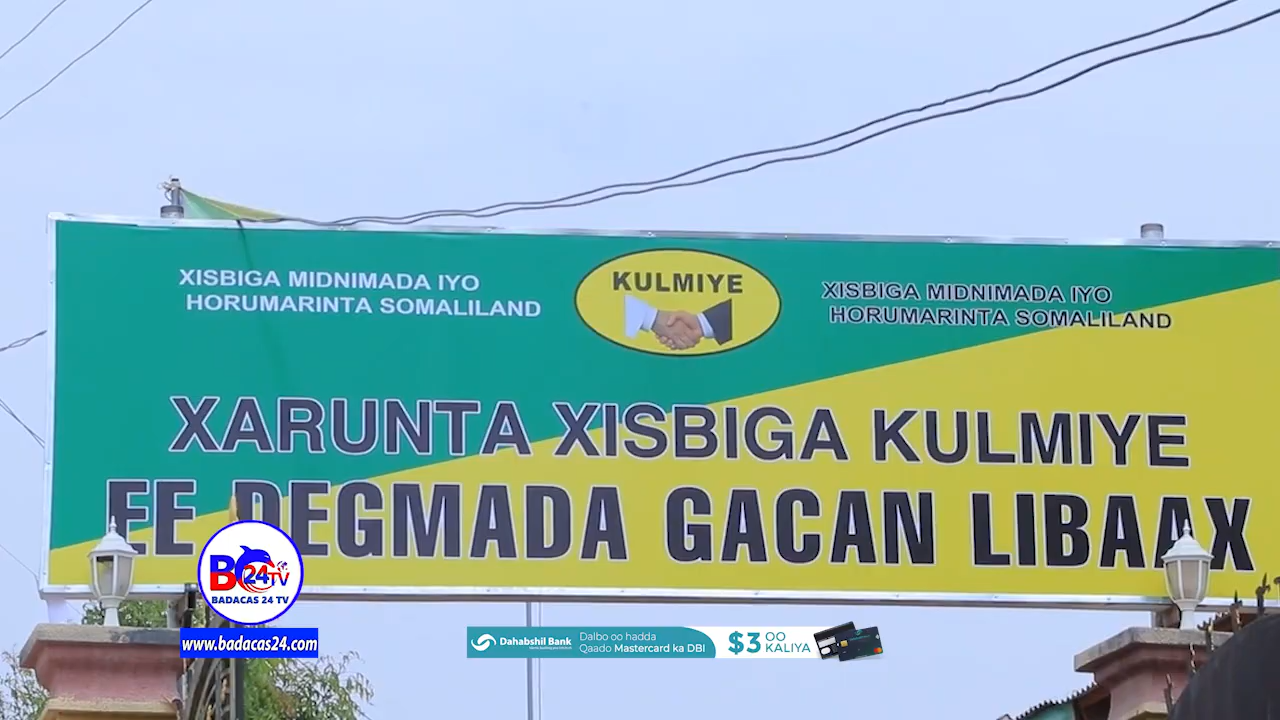 XISBIGA MIDNIMADA IYO
HORUMARINTA SOMALILAND
KULMIYE
XISBIGA MIDNIMADA IYO
HORUMARINTA SOMALILAND
XARUNTA XISBIGA KULMIYE
EE DEGMADA GACAN LIBAAX
BC24TV
BADACAS 24 TV
www.badacas24.com
Dahabshil Bank
Dalbo oo hadda
Qaado Mastercard ka DBI
$3 OO
KALIYA